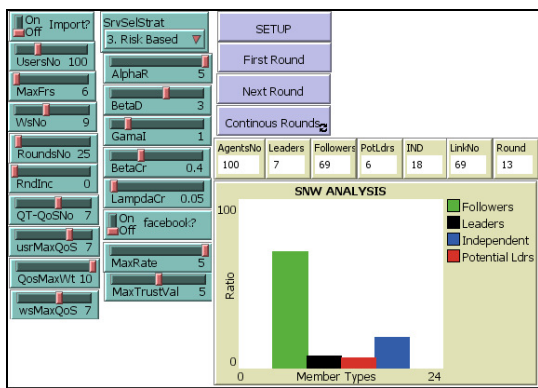 On
Off Import?
UsersNo 100
MaxFrs 6
WsNo 9
RoundsNo 25
RndInc 0
QT-QoSNo 7
usrMaxQoS 7
QosMaxWt 10
wsMaxQoS 7
SrvSelStrat
3. Risk Based
AlphaR 5
BetaD 3
GamaI 1
BetaCr 0.4
LampdaCr 0.05
On
Off facebook?
MaxRate 5
MaxTrustVal 5
SETUP
First Round
Next Round
Continous Rounds
AgentsNo Leaders Followers PotLdrs IND LinkNo Round
100 7 69 6 18 69 13
SNW ANALYSIS
100
Ratio
0
0 Member Types 24
Followers
Leaders
Independent
Potential Ldrs